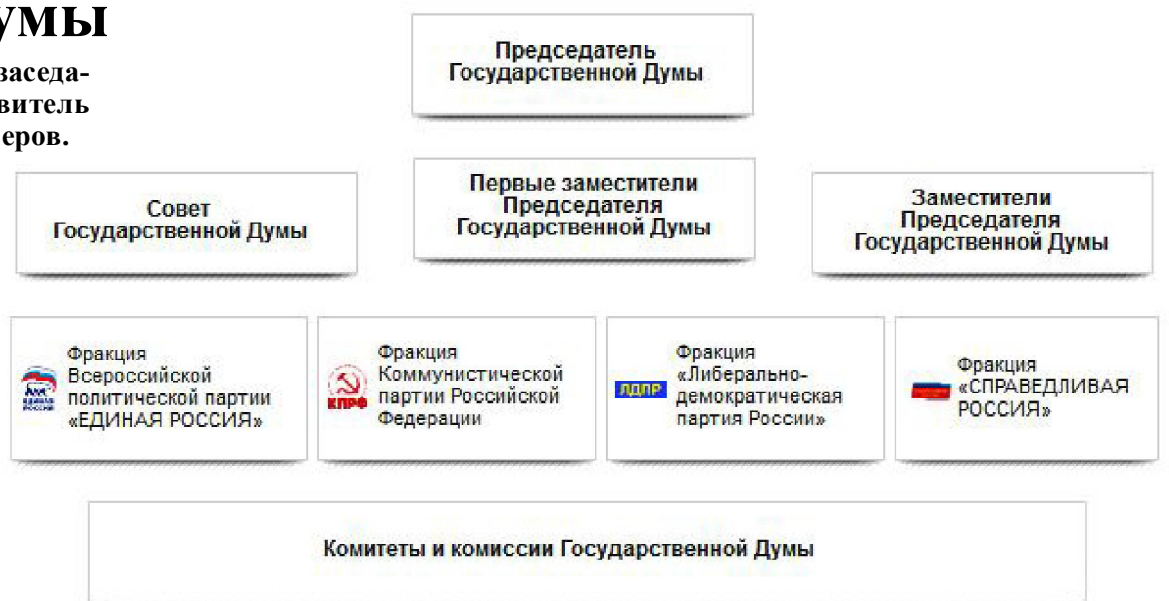 умы
заседа-
витель
еров.
Председатель
Государственной Думы
Совет
Государственной Думы
Первые заместители
Председателя
Государственной Думы
Заместители
Председателя
Государственной Думы
Фракция
Всероссийской
политической партии
«ЕДИНАЯ РОССИЯ»
ЕДИНАЯ
РОССИЯ
Фракция
Коммунистической
партии Российской
Федерации
КПРФ
Фракция
«Либерально-
демократическая
партия России»
ЛДПР
Фракция
«СПРАВЕДЛИВАЯ
РОССИЯ»
Комитеты и комиссии Государственной Думы